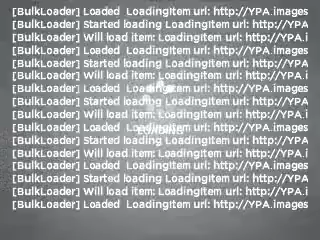 [BulkLoader] Loaded LoadingItem url: http://YPA.images
[BulkLoader] Started loading LoadingItem url: http://YPA
[BulkLoader] Will load item: LoadingItem url: http://YPA.i
[BulkLoader] Loaded LoadingItem url: http://YPA.images
[BulkLoader] Started loading LoadingItem url: http://YPA
[BulkLoader] Will load item: LoadingItem url: http://YPA.i
[BulkLoader] Loaded LoadingItem url: http://YPA.images
[BulkLoader] Started loading LoadingItem url: http://YPA
[BulkLoader] Will load item: LoadingItem url: http://YPA.i
[BulkLoader] Loaded LoadingItem url: http://YPA.images
LOADING
[BulkLoader] Started loading LoadingItem url: http://YPA
[BulkLoader] Will load item: LoadingItem url: http://YPA.i
[BulkLoader] Loaded LoadingItem url: http://YPA.images
[BulkLoader] Started loading LoadingItem url: http://YPA
[BulkLoader] Will load item: LoadingItem url: http://YPA.i
[BulkLoader] Loaded LoadingItem url: http://YPA.images